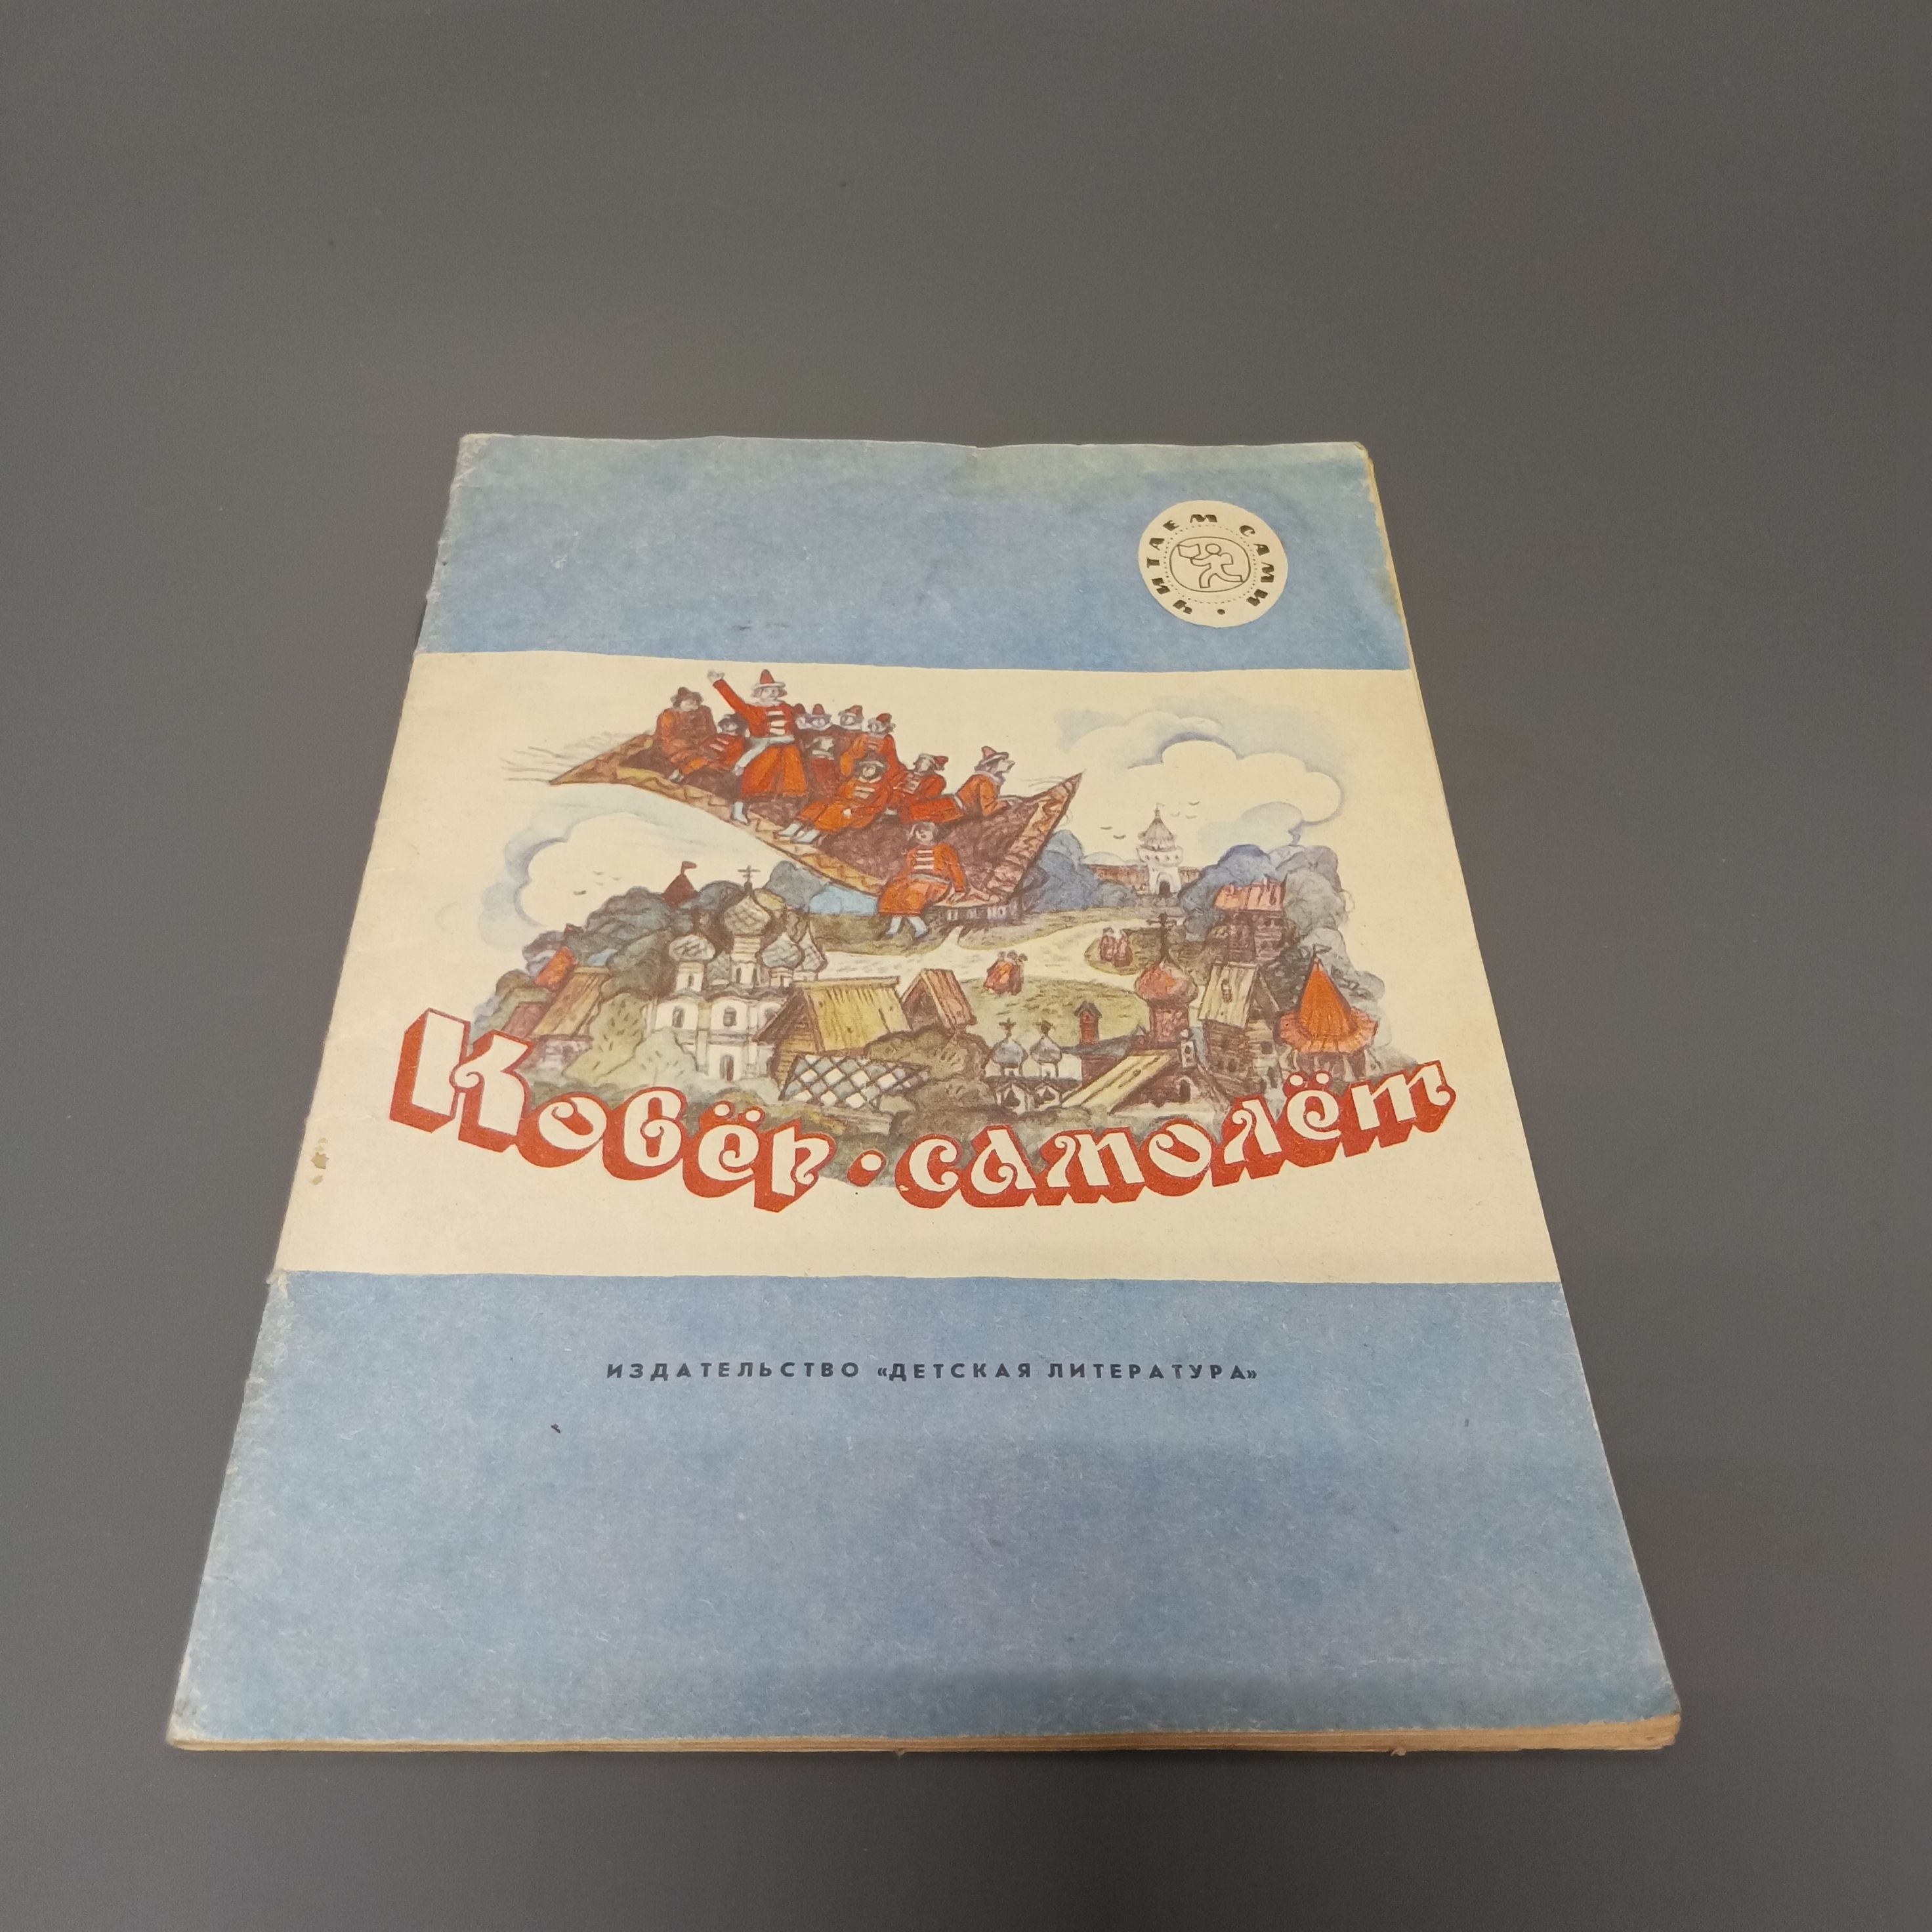 ЧИТАЕМ САМИ
Ковёр • самолёт
ИЗДАТЕЛЬСТВО «ДЕТСКАЯ ЛИТЕРАТУРА»